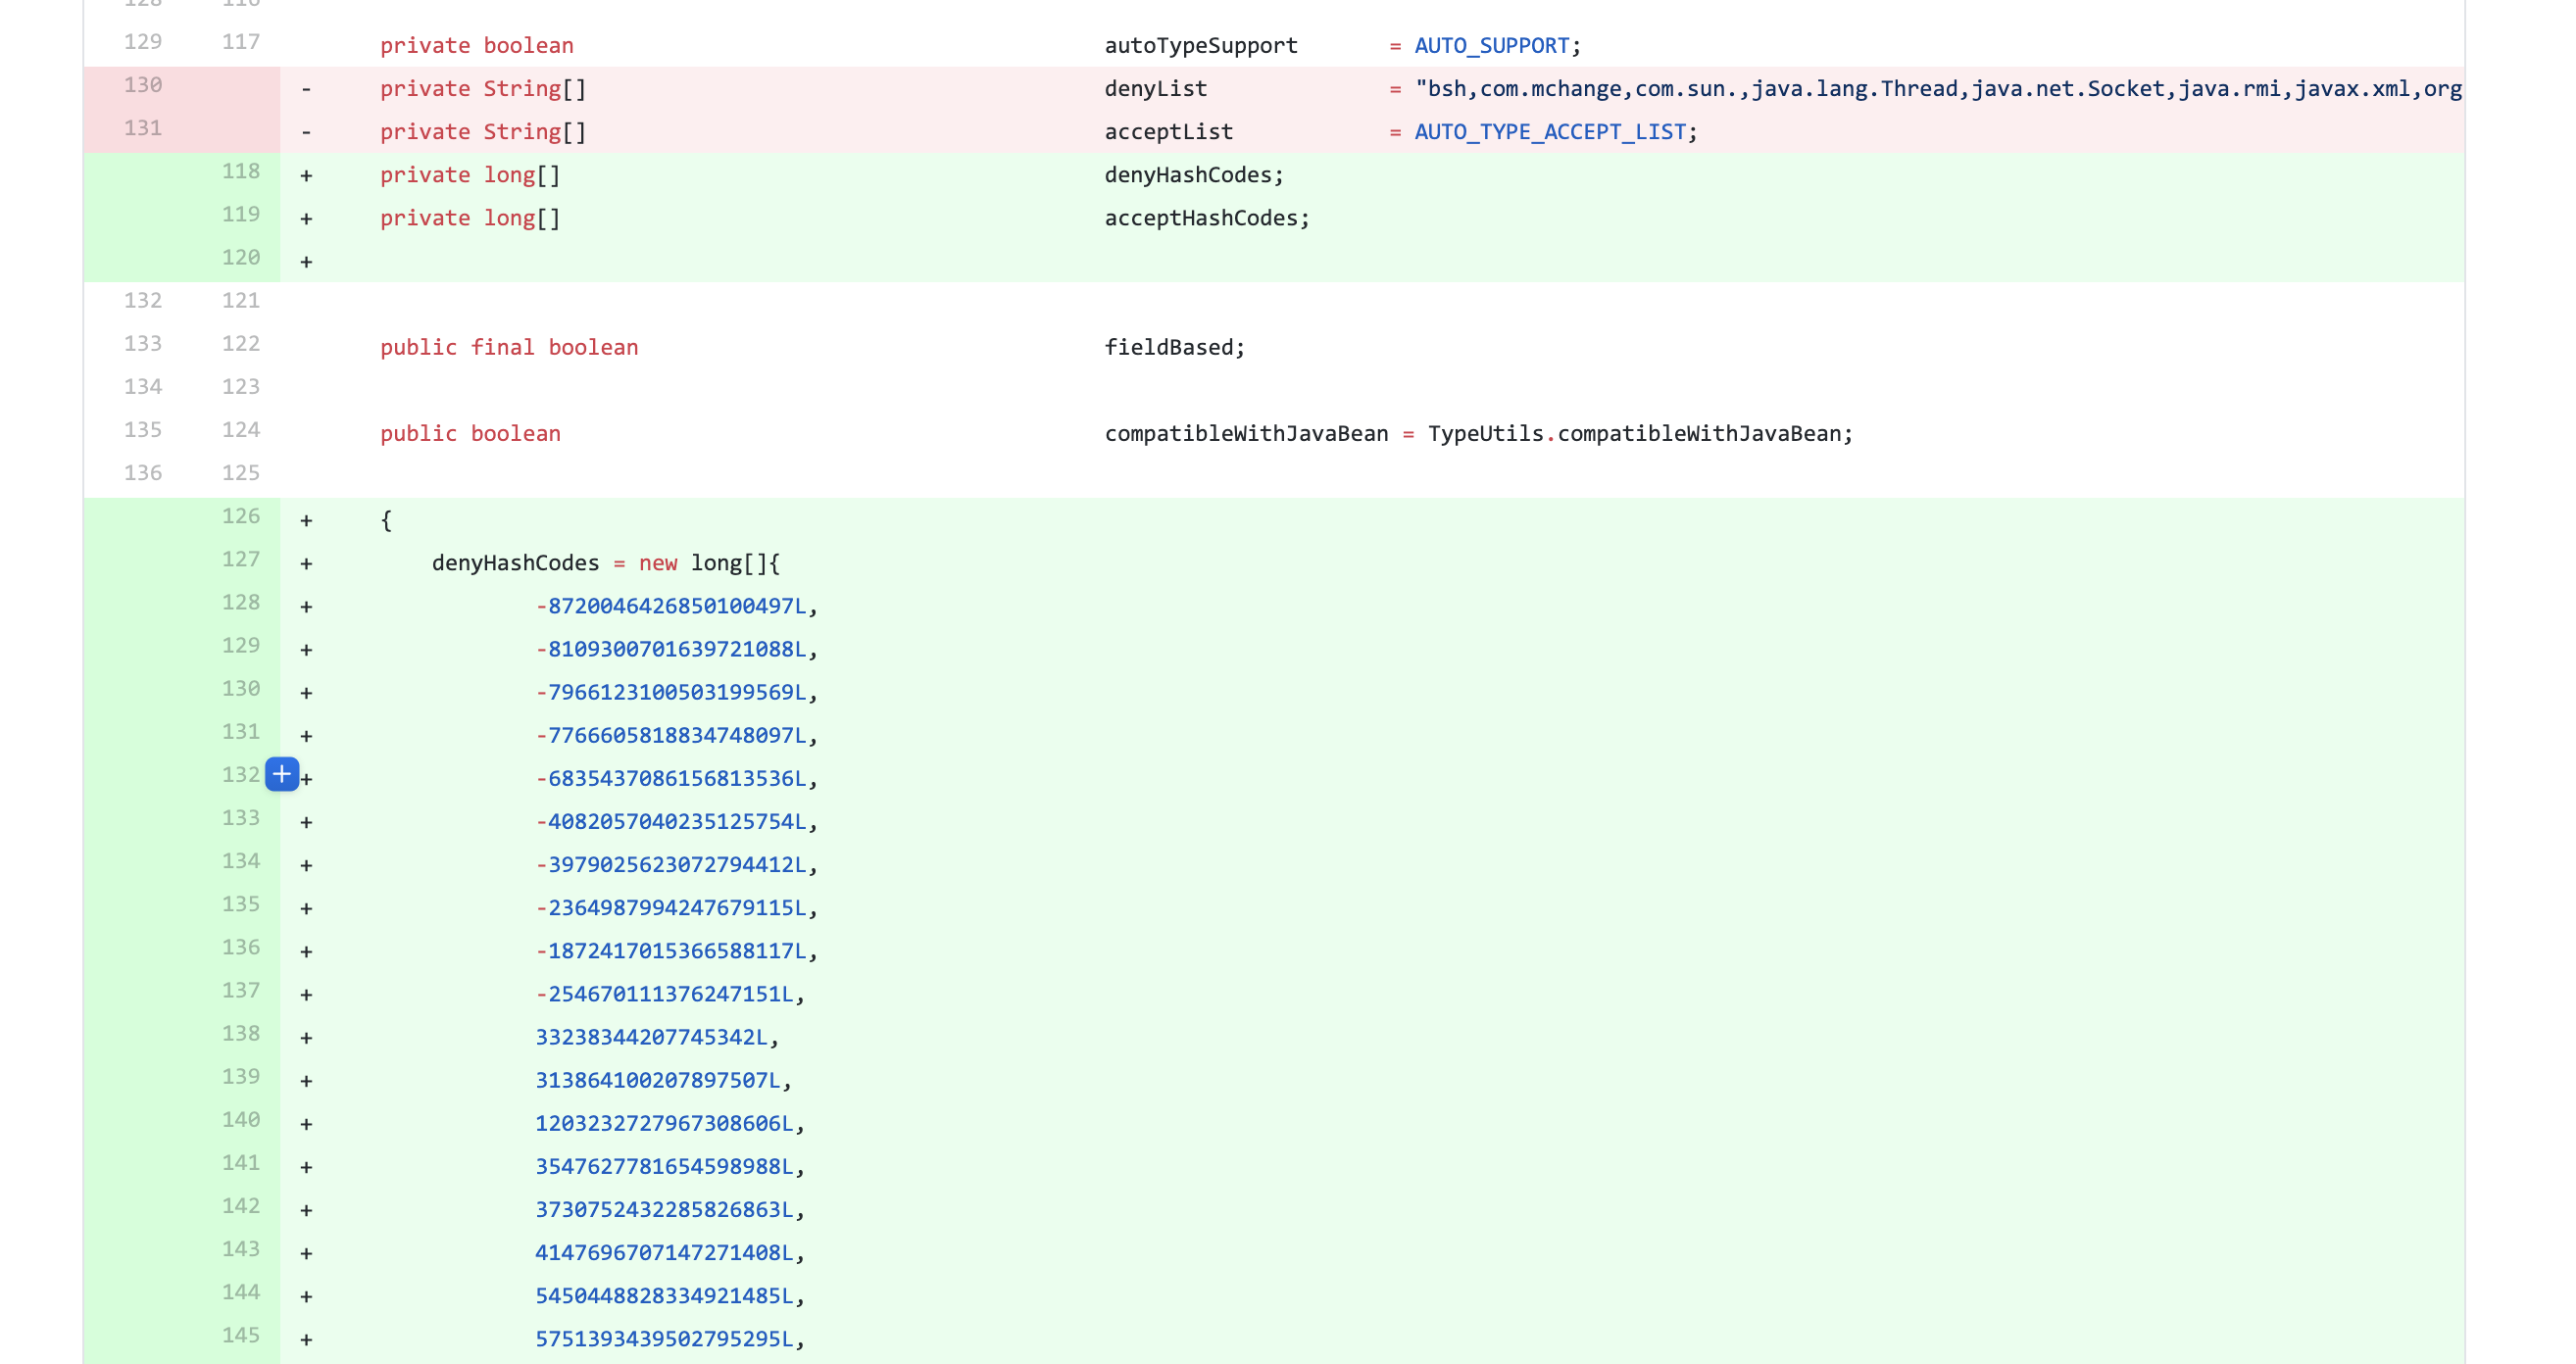 128 116
129 117 private boolean autoTypeSupport = AUTO_SUPPORT;
130 - private String[] denyList = "bsh,com.mchange,com.sun.,java.lang.Thread,java.net.Socket,java.rmi,javax.xml,org
131 - private String[] acceptList = AUTO_TYPE_ACCEPT_LIST;
118 + private long[] denyHashCodes;
119 + private long[] acceptHashCodes;
120 +
132 121
133 122 public final boolean fieldBased;
134 123
135 124 public boolean compatibleWithJavaBean = TypeUtils.compatibleWithJavaBean;
136 125
126 + {
127 + denyHashCodes = new long[]{
128 + -8720046426850100497L,
129 + -8109300701639721088L,
130 + -7966123100503199569L,
131 + -7766605818834748097L,
132 + -6835437086156813536L,
133 + -4082057040235125754L,
134 + -3979025623072794412L,
135 + -2364987994247679115L,
136 + -1872417015366588117L,
137 + -254670111376247151L,
138 + 33238344207745342L,
139 + 313864100207897507L,
140 + 1203232727967308606L,
141 + 3547627781654598988L,
142 + 3730752432285826863L,
143 + 4147696707147271408L,
144 + 5450448828334921485L,
145 + 5751393439502795295L,